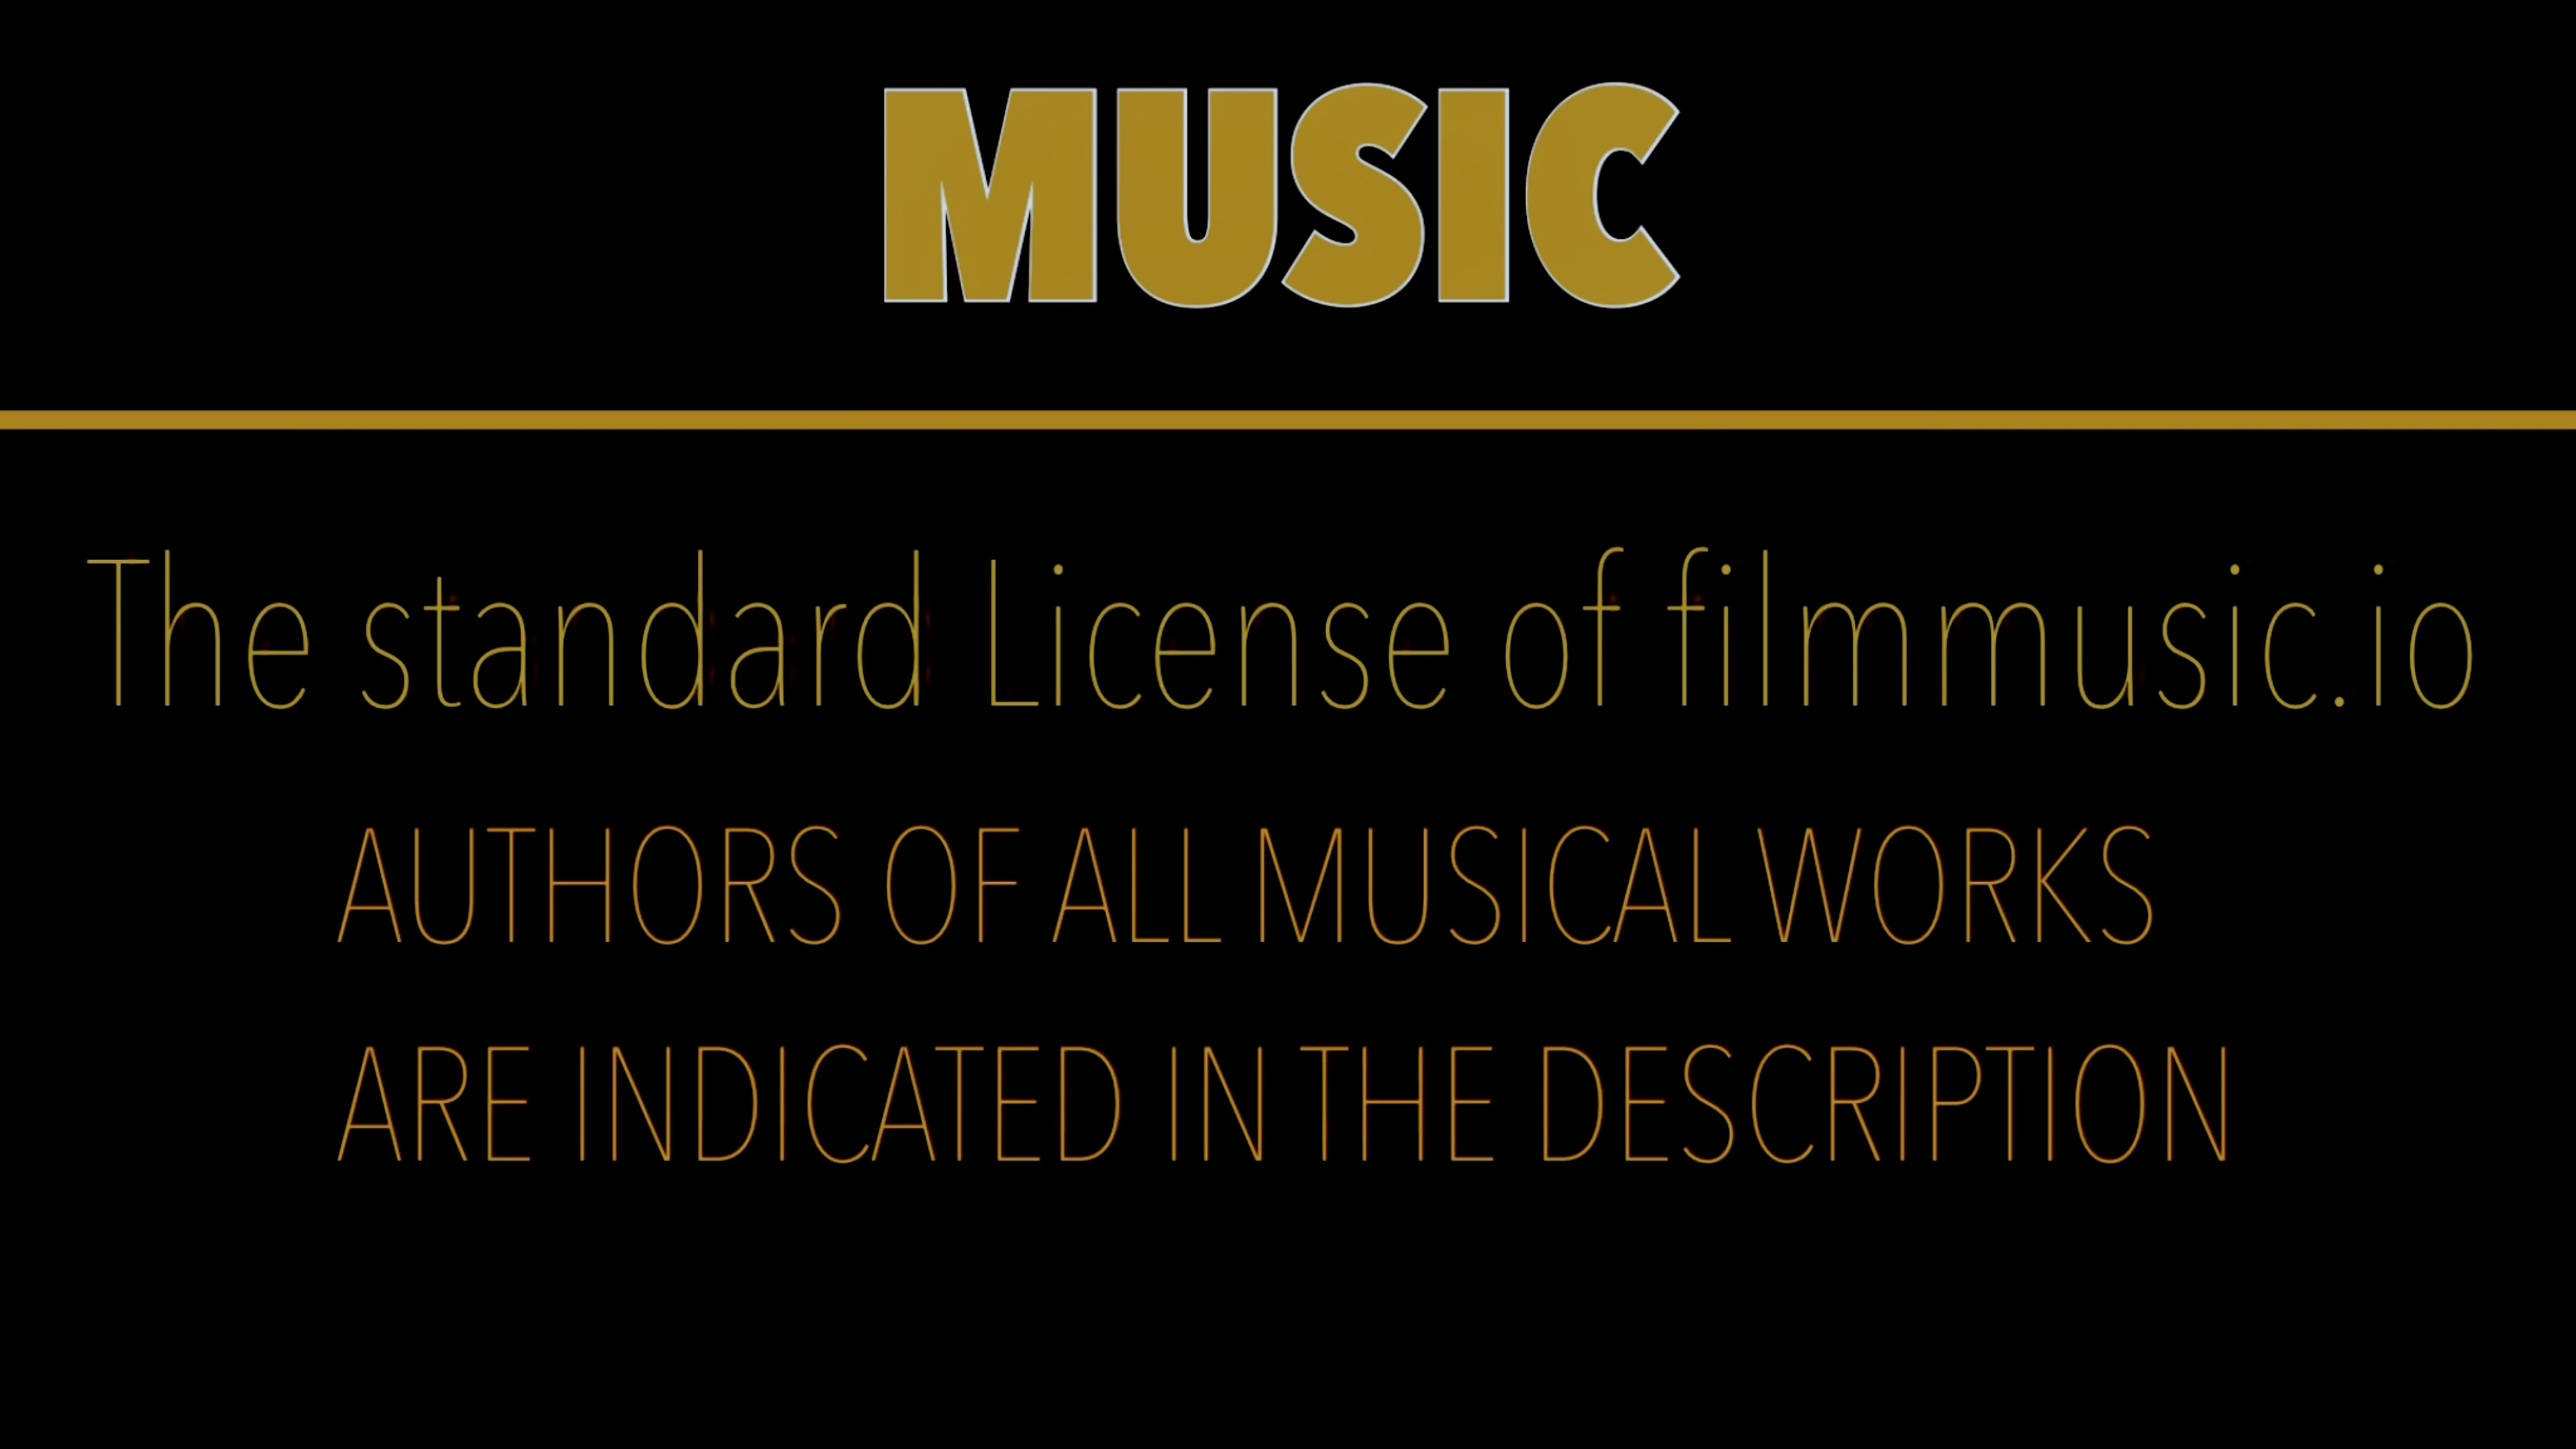 MUSIC
The standard License of filmmusic.io
AUTHORS OF ALL MUSICAL WORKS
ARE INDICATED IN THE DESCRIPTION